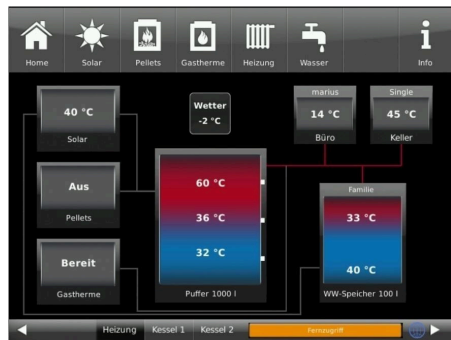 Home
Solar
Pellets
Gastherme
Heizung
Wasser
Info
40 °C
Solar
Wetter
-2 °C
marius
14 °C
Büro
Single
45 °C
Keller
Aus
Pellets
60 °C
36 °C
32 °C
Puffer 1000 l
Familie
33 °C
40 °C
WW-Speicher 100 l
Bereit
Gastherme
Heizung
Kessel 1
Kessel 2
Fernzugriff